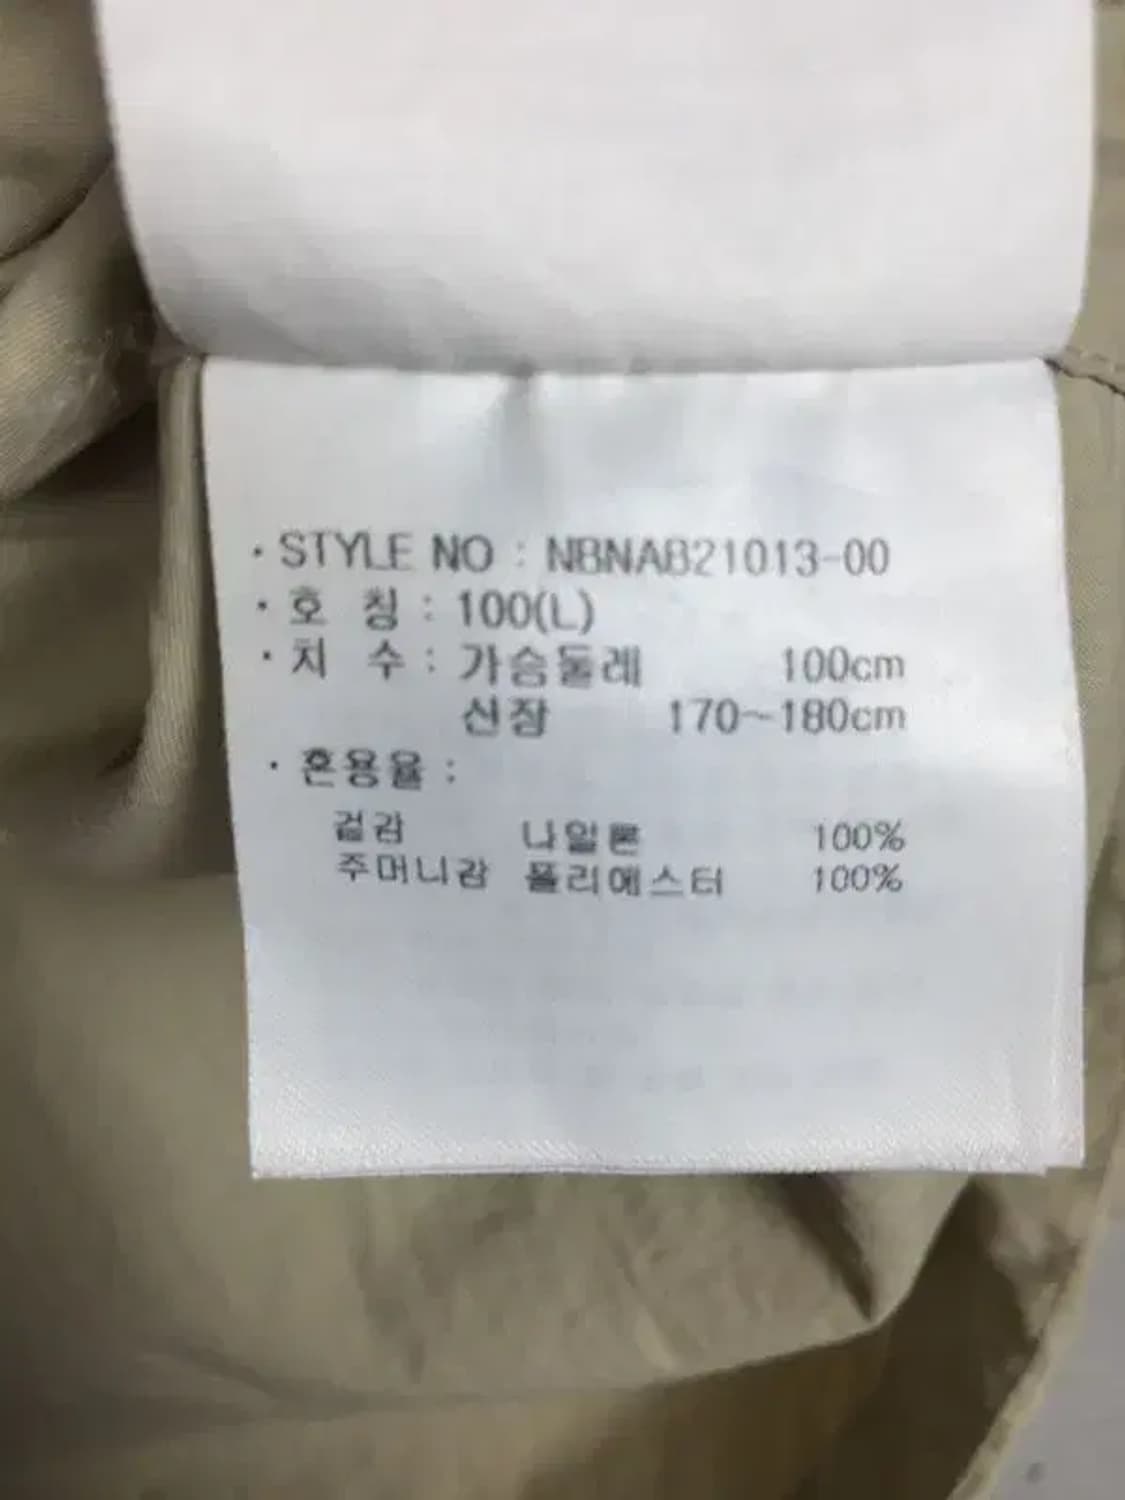 · STYLE NO : NBNAB21013-00
· 호 칭 : 100(L)
· 치 수 : 가슴둘레 100cm
신장 170~180cm
· 혼용율 :
겉감 나일론 100%
주머니감 폴리에스터 100%